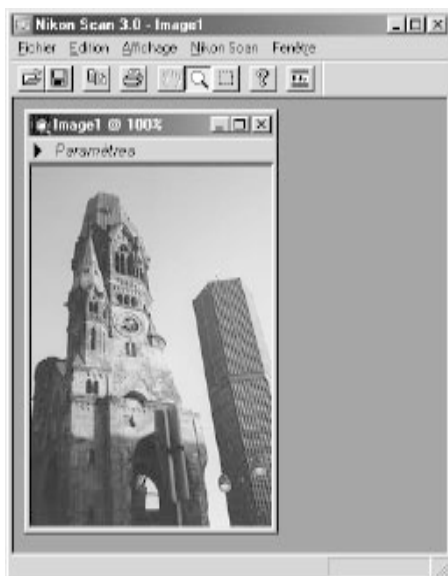 Nikon Scan 3.0 - Image1
Fichier Edition Affichage Nikon Scan Fenêtre
Image1 @ 100%
Paramètres